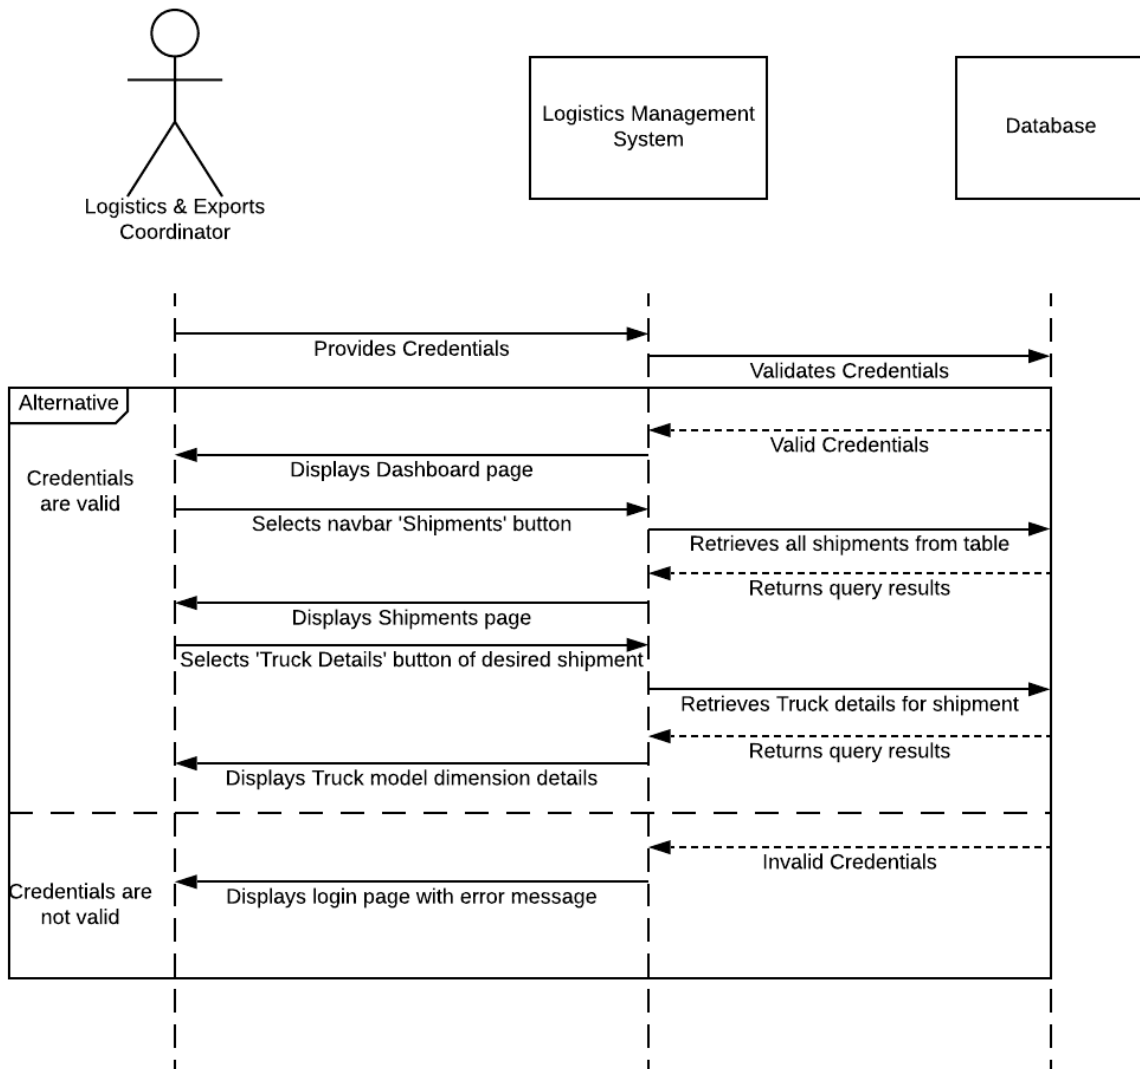 Logistics & Exports
Coordinator
Logistics Management
System
Database
Provides Credentials
Validates Credentials
Alternative
Valid Credentials
Credentials
are valid
Displays Dashboard page
Selects navbar 'Shipments' button
Retrieves all shipments from table
Returns query results
Displays Shipments page
Selects 'Truck Details' button of desired shipment
Retrieves Truck details for shipment
Returns query results
Displays Truck model dimension details
Invalid Credentials
Credentials are
not valid
Displays login page with error message